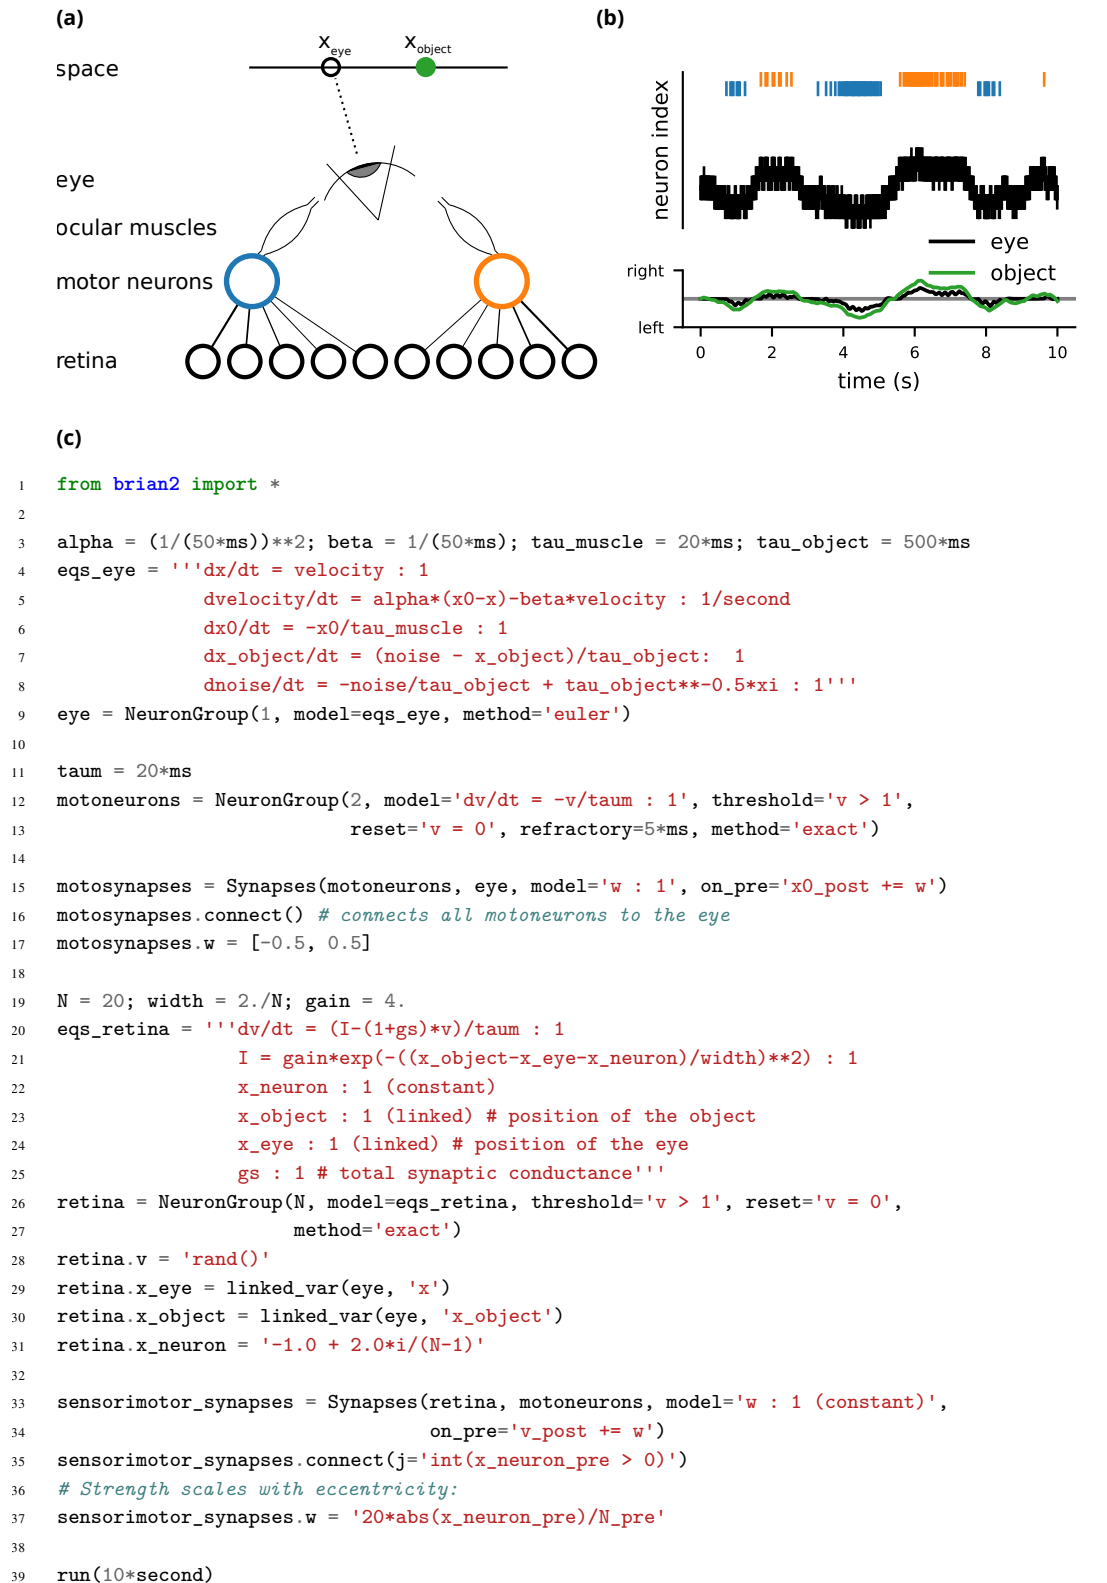 (a)
x_eye
x_object
space
eye
ocular muscles
motor neurons
retina
(b)
neuron index
eye
object
right
left
0 2 4 6 8 10
time (s)
(c)
1 from brian2 import *
2
3 alpha = (1/(50*ms))**2; beta = 1/(50*ms); tau_muscle = 20*ms; tau_object = 500*ms
4 eqs_eye = '''dx/dt = velocity : 1
5              dvelocity/dt = alpha*(x0-x)-beta*velocity : 1/second
6              dx0/dt = -x0/tau_muscle : 1
7              dx_object/dt = (noise - x_object)/tau_object:  1
8              dnoise/dt = -noise/tau_object + tau_object**-0.5*xi : 1'''
9 eye = NeuronGroup(1, model=eqs_eye, method='euler')
10
11 taum = 20*ms
12 motoneurons = NeuronGroup(2, model='dv/dt = -v/taum : 1', threshold='v > 1',
13                           reset='v = 0', refractory=5*ms, method='exact')
14
15 motosynapses = Synapses(motoneurons, eye, model='w : 1', on_pre='x0_post += w')
16 motosynapses.connect() # connects all motoneurons to the eye
17 motosynapses.w = [-0.5, 0.5]
18
19 N = 20; width = 2./N; gain = 4.
20 eqs_retina = '''dv/dt = (I-(1+gs)*v)/taum : 1
21                 I = gain*exp(-((x_object-x_eye-x_neuron)/width)**2) : 1
22                 x_neuron : 1 (constant)
23                 x_object : 1 (linked) # position of the object
24                 x_eye : 1 (linked) # position of the eye
25                 gs : 1 # total synaptic conductance'''
26 retina = NeuronGroup(N, model=eqs_retina, threshold='v > 1', reset='v = 0',
27                      method='exact')
28 retina.v = 'rand()'
29 retina.x_eye = linked_var(eye, 'x')
30 retina.x_object = linked_var(eye, 'x_object')
31 retina.x_neuron = '-1.0 + 2.0*i/(N-1)'
32
33 sensorimotor_synapses = Synapses(retina, motoneurons, model='w : 1 (constant)',
34                                  on_pre='v_post += w')
35 sensorimotor_synapses.connect(j='int(x_neuron_pre > 0)')
36 # Strength scales with eccentricity:
37 sensorimotor_synapses.w = '20*abs(x_neuron_pre)/N_pre'
38
39 run(10*second)